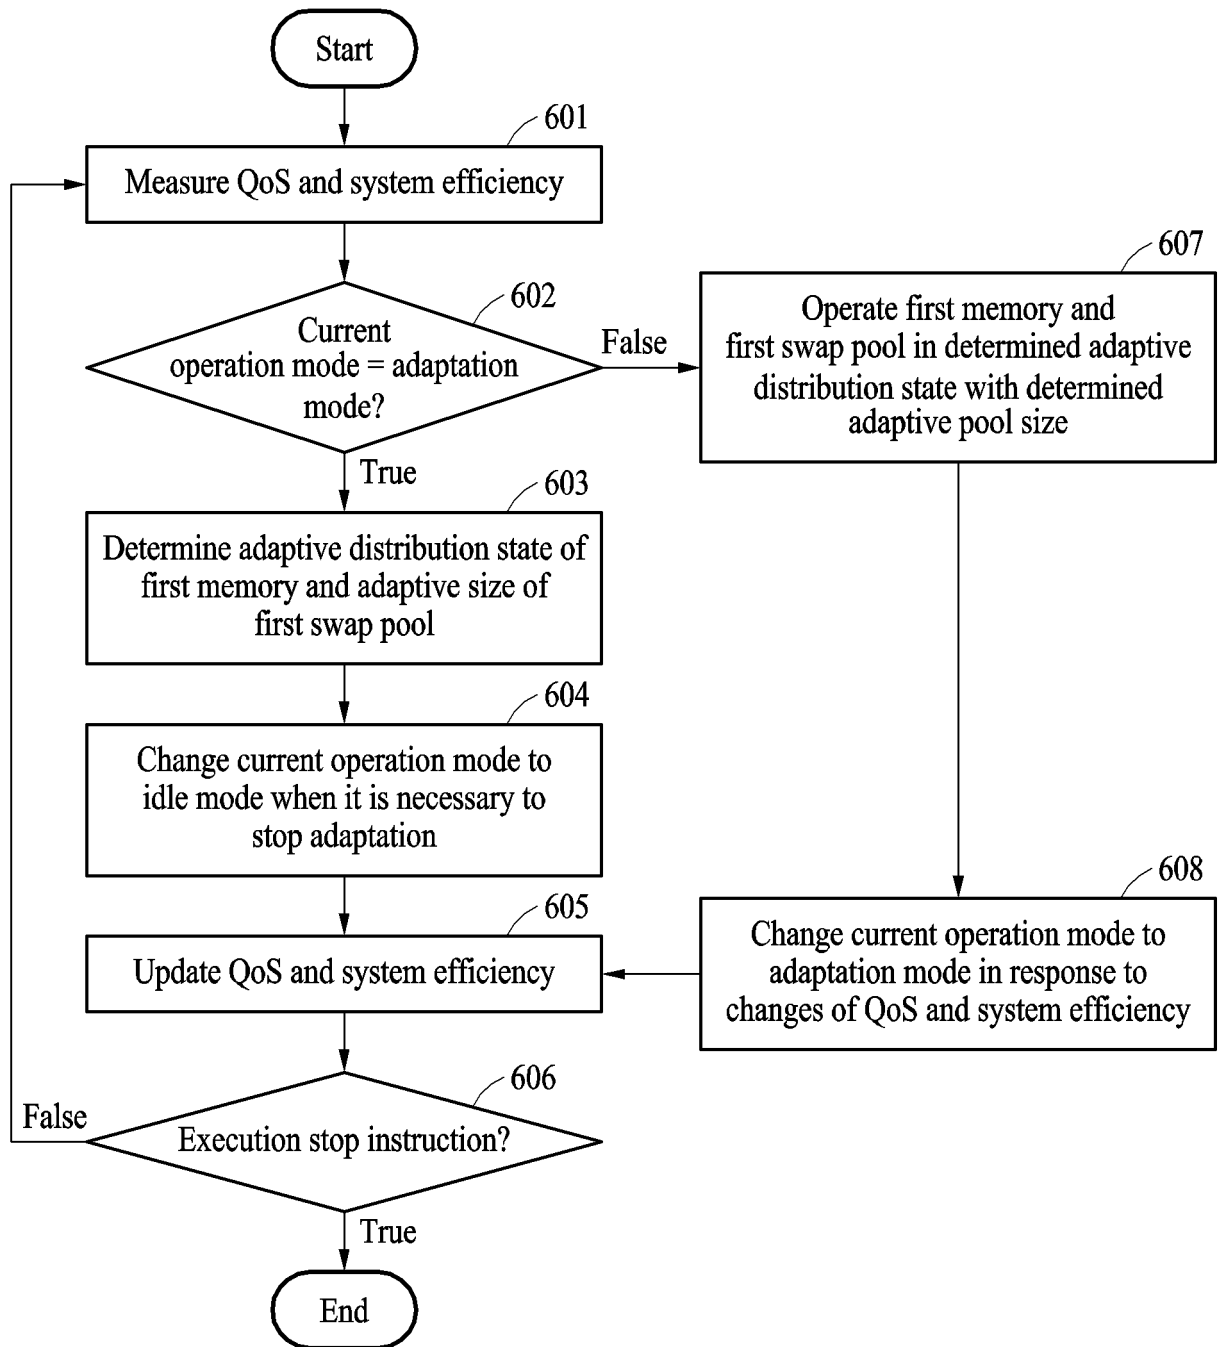 Start
601
Measure QoS and system efficiency
602
Current
operation mode = adaptation
mode?
False
True
607
Operate first memory and
first swap pool in determined adaptive
distribution state with determined
adaptive pool size
603
Determine adaptive distribution state of
first memory and adaptive size of
first swap pool
604
Change current operation mode to
idle mode when it is necessary to
stop adaptation
605
Update QoS and system efficiency
608
Change current operation mode to
adaptation mode in response to
changes of QoS and system efficiency
606
Execution stop instruction?
False
True
End